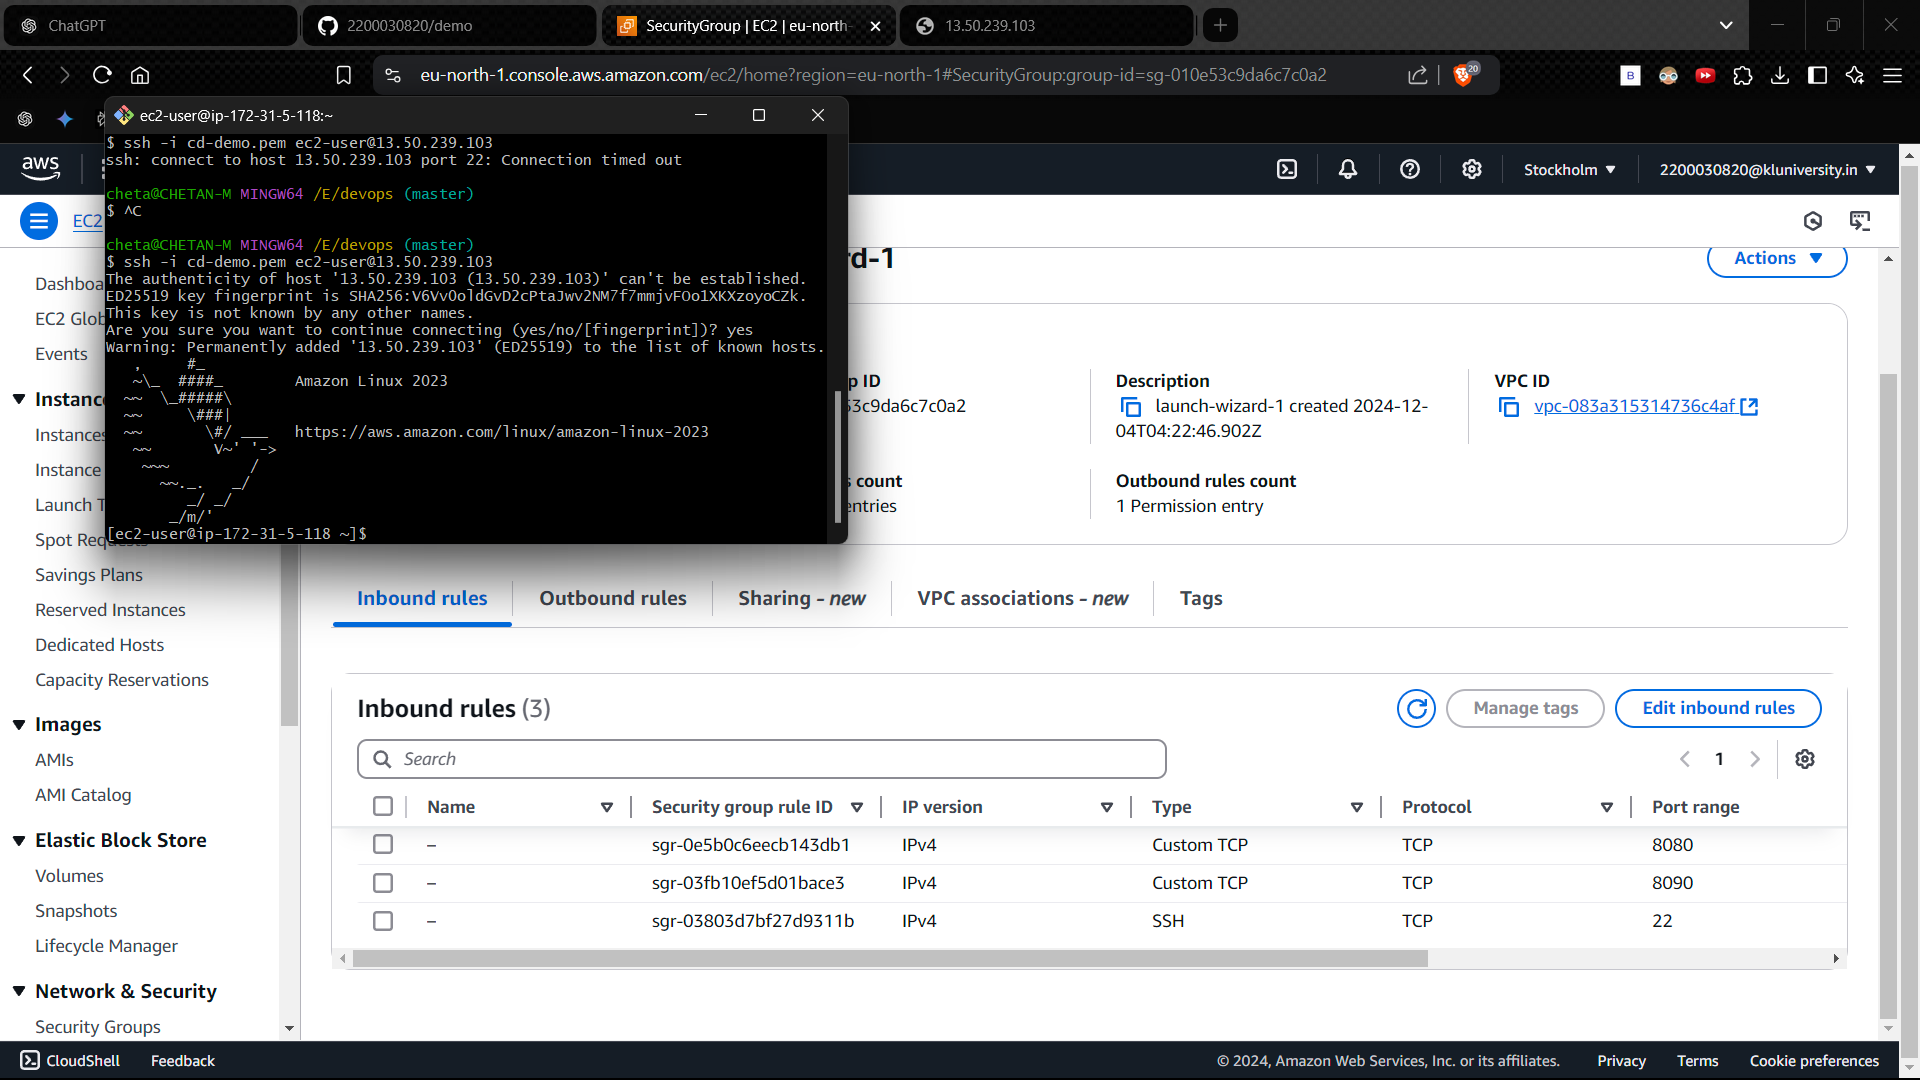 ChatGPT
2200030820/demo
SecurityGroup | EC2 | eu-north-
13.50.239.103
eu-north-1.console.aws.amazon.com/ec2/home?region=eu-north-1#SecurityGroup:group-id=sg-010e53c9da6c7c0a2
20
B
ec2-user@ip-172-31-5-118:~
$ ssh -i cd-demo.pem ec2-user@13.50.239.103
ssh: connect to host 13.50.239.103 port 22: Connection timed out
cheta@CHETAN-M MINGW64 /E/devops (master)
$ ^C
cheta@CHETAN-M MINGW64 /E/devops (master)
$ ssh -i cd-demo.pem ec2-user@13.50.239.103
The authenticity of host '13.50.239.103 (13.50.239.103)' can't be established.
ED25519 key fingerprint is SHA256:V6VvOoldGvD2cPtaJwv2NM7f7mmjvFOo1XKXzoyoCZk.
This key is not known by any other names.
Are you sure you want to continue connecting (yes/no/[fingerprint])? yes
Warning: Permanently added '13.50.239.103' (ED25519) to the list of known hosts.
   ,     #_
   ~\_  ####_        Amazon Linux 2023
  ~~  \_#####\
  ~~     \###|
  ~~       \#/ ___   https://aws.amazon.com/linux/amazon-linux-2023
   ~~       V~' '->
    ~~~         /
      ~~._.   _/
         _/ _/
       _/m/'
[ec2-user@ip-172-31-5-118 ~]$
aws
Stockholm
2200030820@kluniversity.in
EC2
rd-1
Actions
Dashboa
EC2 Glob
Events
Instanc
Instances
Instance
Launch T
Spot Requests
Savings Plans
Reserved Instances
Dedicated Hosts
Capacity Reservations
Images
AMIs
AMI Catalog
Elastic Block Store
Volumes
Snapshots
Lifecycle Manager
Network & Security
Security Groups
p ID
53c9da6c7c0a2
Description
launch-wizard-1 created 2024-12-
04T04:22:46.902Z
VPC ID
vpc-083a315314736c4af
s count
entries
Outbound rules count
1 Permission entry
Inbound rules
Outbound rules
Sharing - new
VPC associations - new
Tags
Inbound rules (3)
Manage tags
Edit inbound rules
Search
1
Name Security group rule ID IP version Type Protocol Port range
– sgr-0e5b0c6eecb143db1 IPv4 Custom TCP TCP 8080
– sgr-03fb10ef5d01bace3 IPv4 Custom TCP TCP 8090
– sgr-03803d7bf27d9311b IPv4 SSH TCP 22
CloudShell
Feedback
© 2024, Amazon Web Services, Inc. or its affiliates.
Privacy
Terms
Cookie preferences